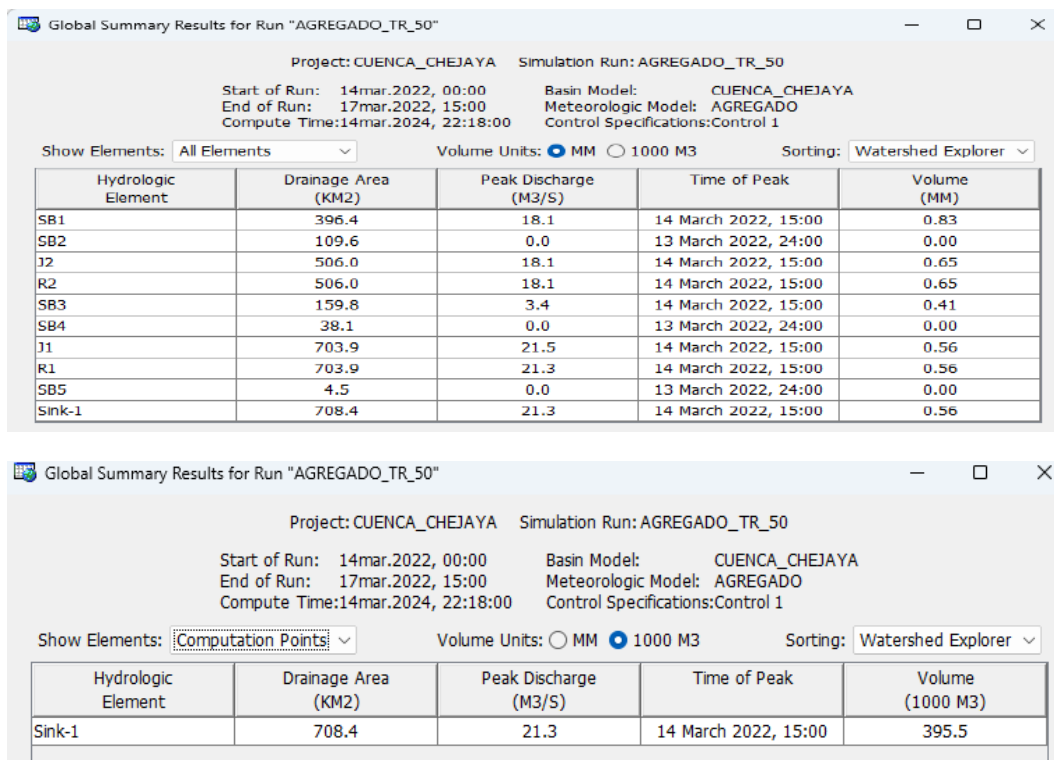 Global Summary Results for Run "AGREGADO_TR_50"
Project: CUENCA_CHEJAYA Simulation Run: AGREGADO_TR_50
Start of Run: 14mar.2022, 00:00 Basin Model: CUENCA_CHEJAYA
End of Run: 17mar.2022, 15:00 Meteorologic Model: AGREGADO
Compute Time:14mar.2024, 22:18:00 Control Specifications:Control 1
Show Elements: All Elements Volume Units: MM 1000 M3 Sorting: Watershed Explorer
Hydrologic Drainage Area Peak Discharge Time of Peak Volume
Element (KM2) (M3/S) (MM)
SB1 396.4 18.1 14 March 2022, 15:00 0.83
SB2 109.6 0.0 13 March 2022, 24:00 0.00
J2 506.0 18.1 14 March 2022, 15:00 0.65
R2 506.0 18.1 14 March 2022, 15:00 0.65
SB3 159.8 3.4 14 March 2022, 15:00 0.41
SB4 38.1 0.0 13 March 2022, 24:00 0.00
J1 703.9 21.5 14 March 2022, 15:00 0.56
R1 703.9 21.3 14 March 2022, 15:00 0.56
SB5 4.5 0.0 13 March 2022, 24:00 0.00
Sink-1 708.4 21.3 14 March 2022, 15:00 0.56
Global Summary Results for Run "AGREGADO_TR_50"
Project: CUENCA_CHEJAYA Simulation Run: AGREGADO_TR_50
Start of Run: 14mar.2022, 00:00 Basin Model: CUENCA_CHEJAYA
End of Run: 17mar.2022, 15:00 Meteorologic Model: AGREGADO
Compute Time:14mar.2024, 22:18:00 Control Specifications:Control 1
Show Elements: Computation Points Volume Units: MM 1000 M3 Sorting: Watershed Explorer
Hydrologic Drainage Area Peak Discharge Time of Peak Volume
Element (KM2) (M3/S) (1000 M3)
Sink-1 708.4 21.3 14 March 2022, 15:00 395.5